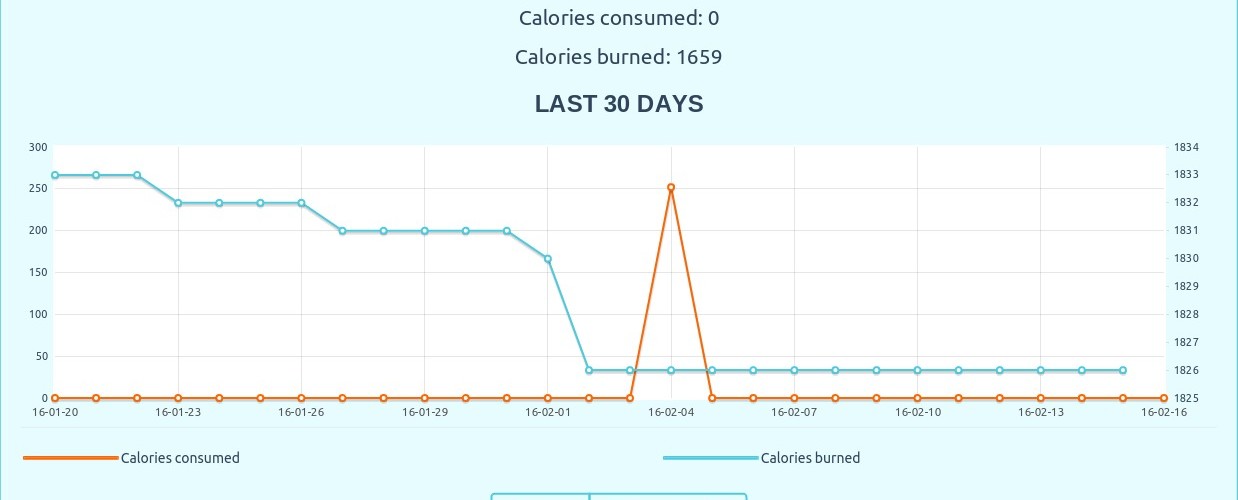 Calories consumed: 0
Calories burned: 1659
LAST 30 DAYS
300 1834
1833
250 1832
200 1831
1830
150 1829
100 1828
1827
50 1826
0 1825
16-01-20 16-01-23 16-01-26 16-01-29 16-02-01 16-02-04 16-02-07 16-02-10 16-02-13 16-02-16
Calories consumed Calories burned